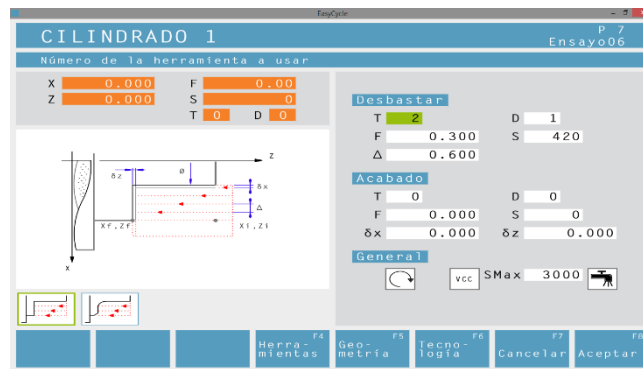 EasyCycle
CILINDRADO 1
P 7
Ensayo06
Número de la herramienta a usar
X 0.000 F 0.00
Z 0.000 S 0
T 0 D 0
Desbastar
T 2 D 1
F 0.300 S 420
Δ 0.600
Acabado
T 0 D 0
F 0.000 S 0
δx 0.000 δz 0.000
General
vcc SMax 3000
Z
δz ø
δx
Δ
Xf,Zf Xi,Zi
X
F4 F5 F6 F7 F8
Herra- Geo- Tecno-
mientas metría logía Cancelar Aceptar